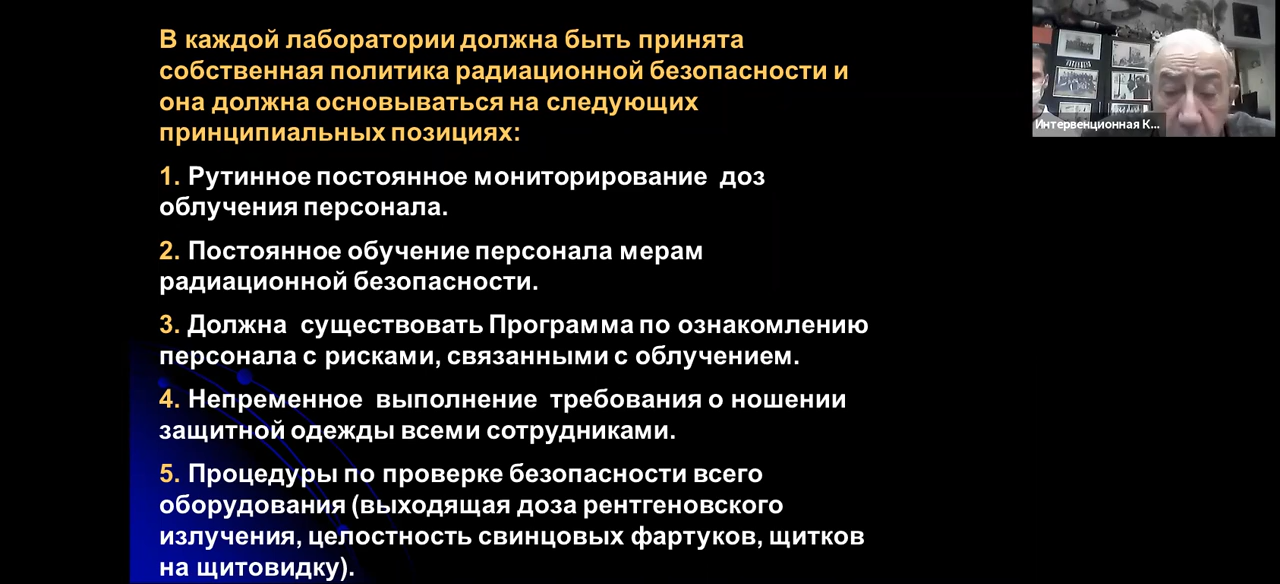 В каждой лаборатории должна быть принята
собственная политика радиационной безопасности и
она должна основываться на следующих
принципиальных позициях:
1. Рутинное постоянное мониторирование доз
облучения персонала.
2. Постоянное обучение персонала мерам
радиационной безопасности.
3. Должна существовать Программа по ознакомлению
персонала с рисками, связанными с облучением.
4. Непременное выполнение требования о ношении
защитной одежды всеми сотрудниками.
5. Процедуры по проверке безопасности всего
оборудования (выходящая доза рентгеновского
излучения, целостность свинцовых фартуков, щитков
на щитовидку).
Интервенционная К...